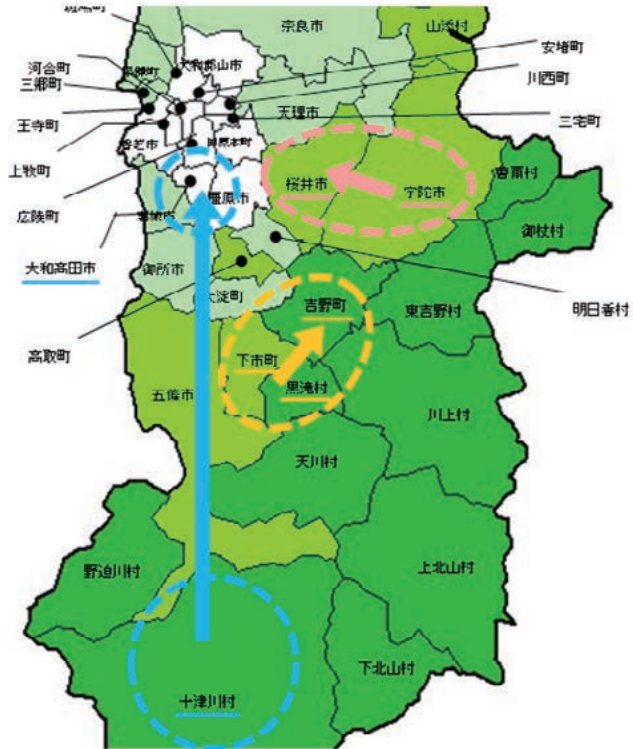 奈良市
山添村
安堵町
河合町
大和郡山市
川西町
三郷町
天理市
三宅町
王寺町
香芝市
田原本町
上牧町
桜井市
宇陀市
曽爾村
広陵町
橿原市
葛城市
御杖村
大和高田市
御所市
大淀町
吉野町
東吉野村
明日香村
高取町
下市町
黒滝村
五條市
川上村
天川村
野迫川村
上北山村
下北山村
十津川村